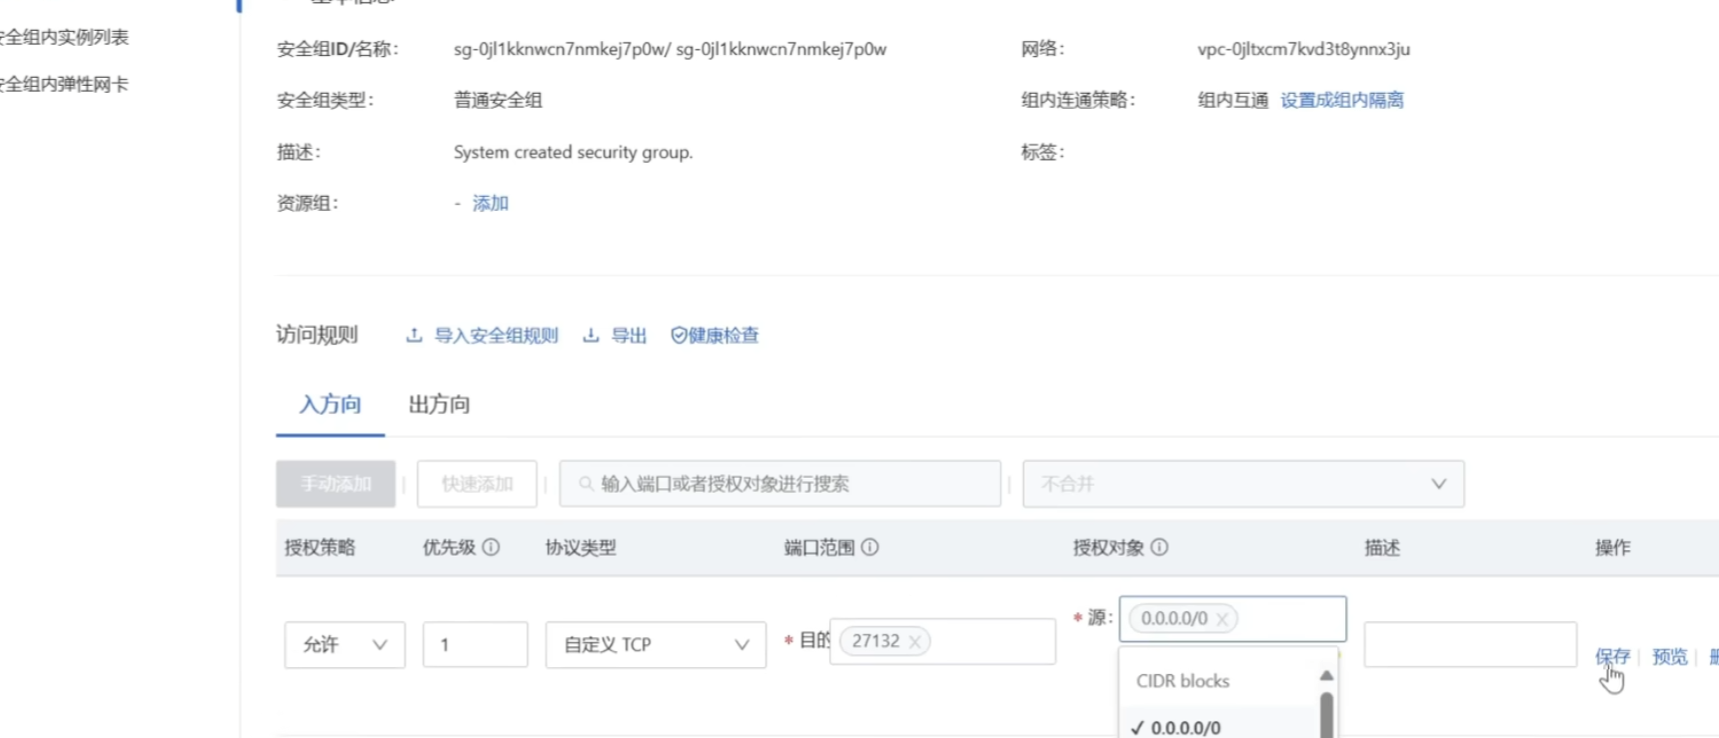 安全组内实例列表
安全组内弹性网卡
安全组ID/名称: sg-0jl1kknwcn7nmkej7p0w/ sg-0jl1kknwcn7nmkej7p0w 网络: vpc-0jltxcm7kvd3t8ynnx3ju
安全组类型: 普通安全组 组内连通策略: 组内互通 设置成组内隔离
描述: System created security group. 标签:
资源组: - 添加
访问规则 导入安全组规则 导出 健康检查
入方向 出方向
手动添加 快速添加 输入端口或者授权对象进行搜索 不合并
授权策略 优先级 协议类型 端口范围 授权对象 描述 操作
允许 1 自定义 TCP * 目的 27132 × * 源: 0.0.0.0/0 × 保存 预览
CIDR blocks
✓ 0.0.0.0/0